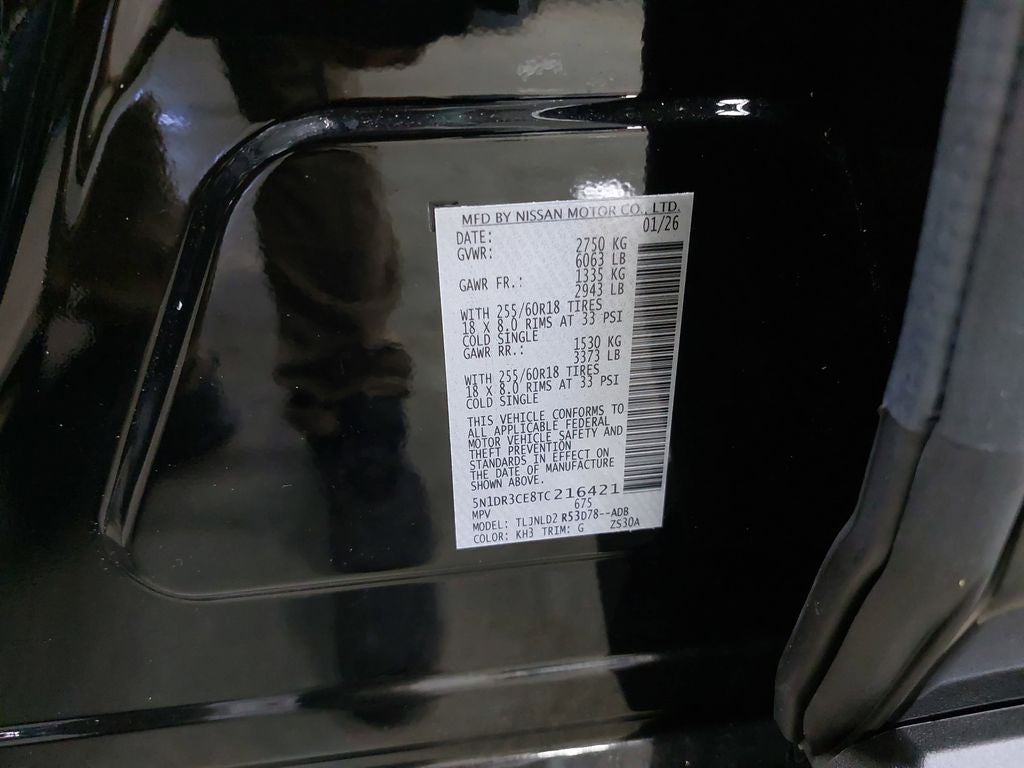 MFD BY NISSAN MOTOR CO., LTD.
DATE: 01/26
GVWR: 2750 KG
6063 LB
GAWR FR.: 1335 KG
2943 LB
WITH 255/60R18 TIRES
18 X 8.0 RIMS AT 33 PSI
COLD SINGLE
GAWR RR.: 1530 KG
3373 LB
WITH 255/60R18 TIRES
18 X 8.0 RIMS AT 33 PSI
COLD SINGLE
THIS VEHICLE CONFORMS TO
ALL APPLICABLE FEDERAL
MOTOR VEHICLE SAFETY AND
THEFT PREVENTION
STANDARDS IN EFFECT ON
THE DATE OF MANUFACTURE
SHOWN ABOVE.
5N1DR3CE8TC216421
MPV 675
MODEL: TLJNLD2 R53D78--ADB
COLOR: KH3 TRIM: G ZS30A